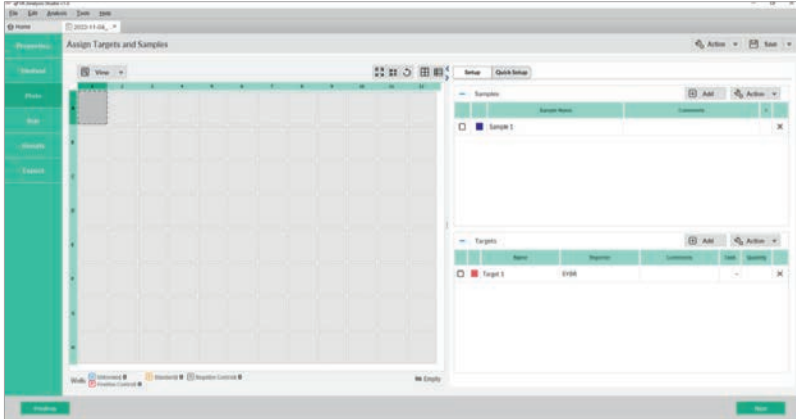 File Edit Analysis Tools Help
Home
Properties
Method
Plate
Run
Results
Assign Targets and Samples
Action
Save
View
Setup
Quick Setup
Samples
Add
Action
Sample Name
Comments
Sample 1
Targets
Add
Action
Name
Reporter
Comments
Task
Quantity
Target 1
SYBR
Wells
Unknown 0
Standard 0
Negative Control 0
Positive Control 0
96 Empty
Previous
Next